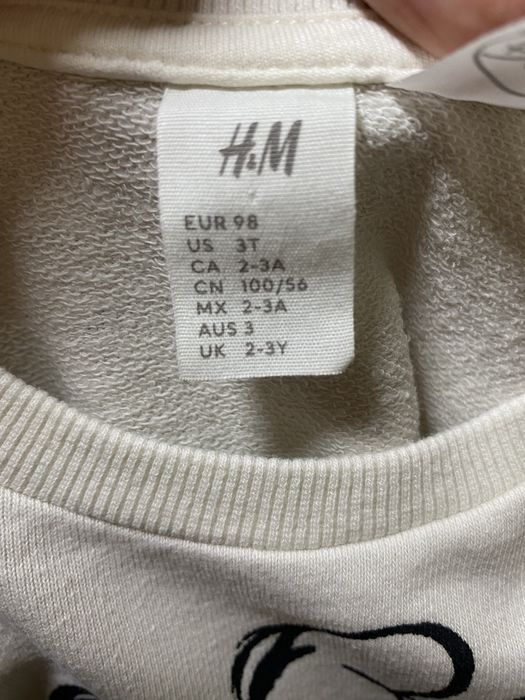 H&M
EUR 98
US 3T
CA 2-3A
CN 100/56
MX 2-3A
AUS 3
UK 2-3Y